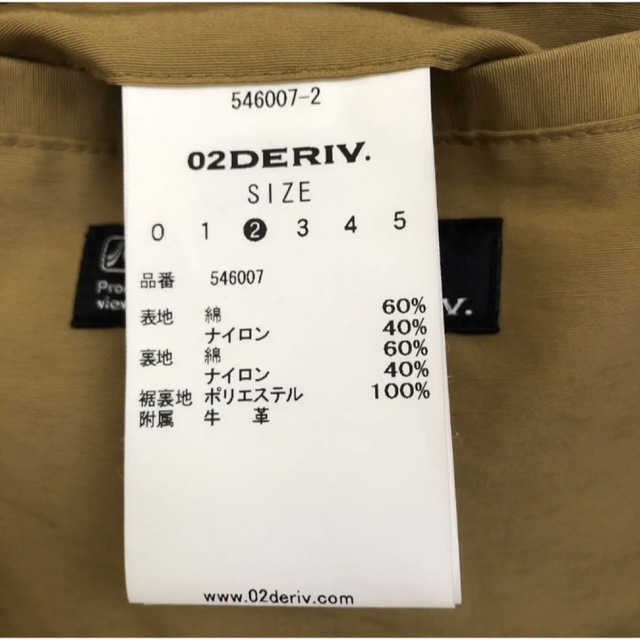 546007-2
02DERIV.
SIZE
0 1 2 3 4 5
品番 546007
表地 綿 60%
ナイロン 40%
裏地 綿 60%
ナイロン 40%
裾裏地 ポリエステル 100%
附属 牛 革
www.02deriv.com